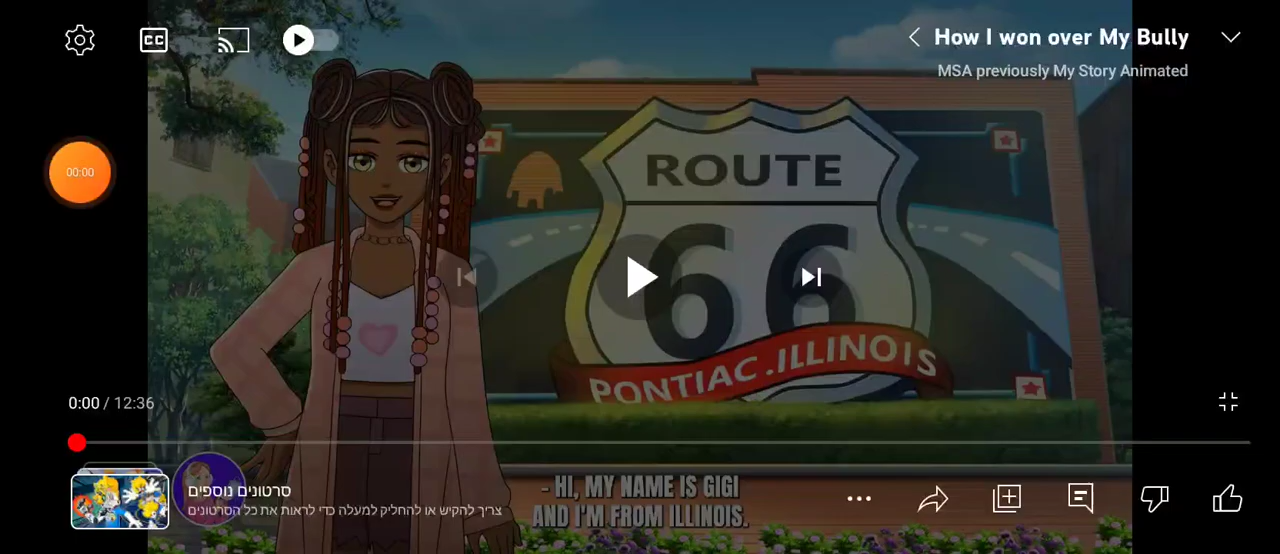 CC
How I won over My Bully
MSA previously My Story Animated
00:00
ROUTE
66
PONTIAC.ILLINOIS
0:00 / 12:36
סרטונים נוספים
צריך להקיש או להחליק למעלה כדי לראות את כל הסרטונים
- HI, MY NAME IS GIGI
AND I'M FROM ILLINOIS.